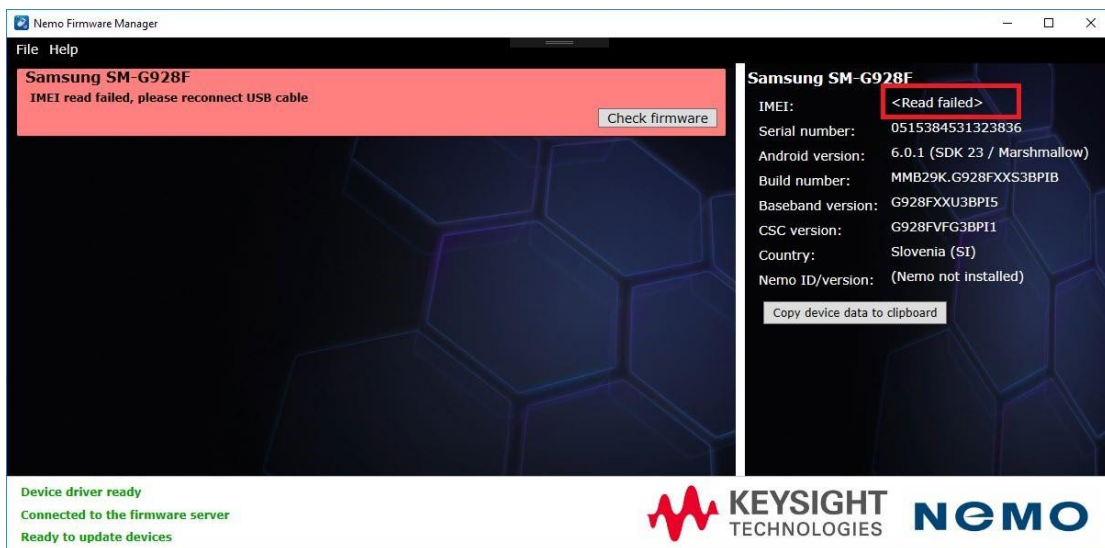 Nemo Firmware Manager
File Help
Samsung SM-G928F
IMEI read failed, please reconnect USB cable
Check firmware
Samsung SM-G928F
IMEI: <Read failed>
Serial number: 0515384531323836
Android version: 6.0.1 (SDK 23 / Marshmallow)
Build number: MMB29K.G928FXXS3BPIB
Baseband version: G928FXXU3BPI5
CSC version: G928FVFG3BPI1
Country: Slovenia (SI)
Nemo ID/version: (Nemo not installed)
Copy device data to clipboard
Device driver ready
Connected to the firmware server
Ready to update devices
KEYSIGHT
TECHNOLOGIES
NEMO